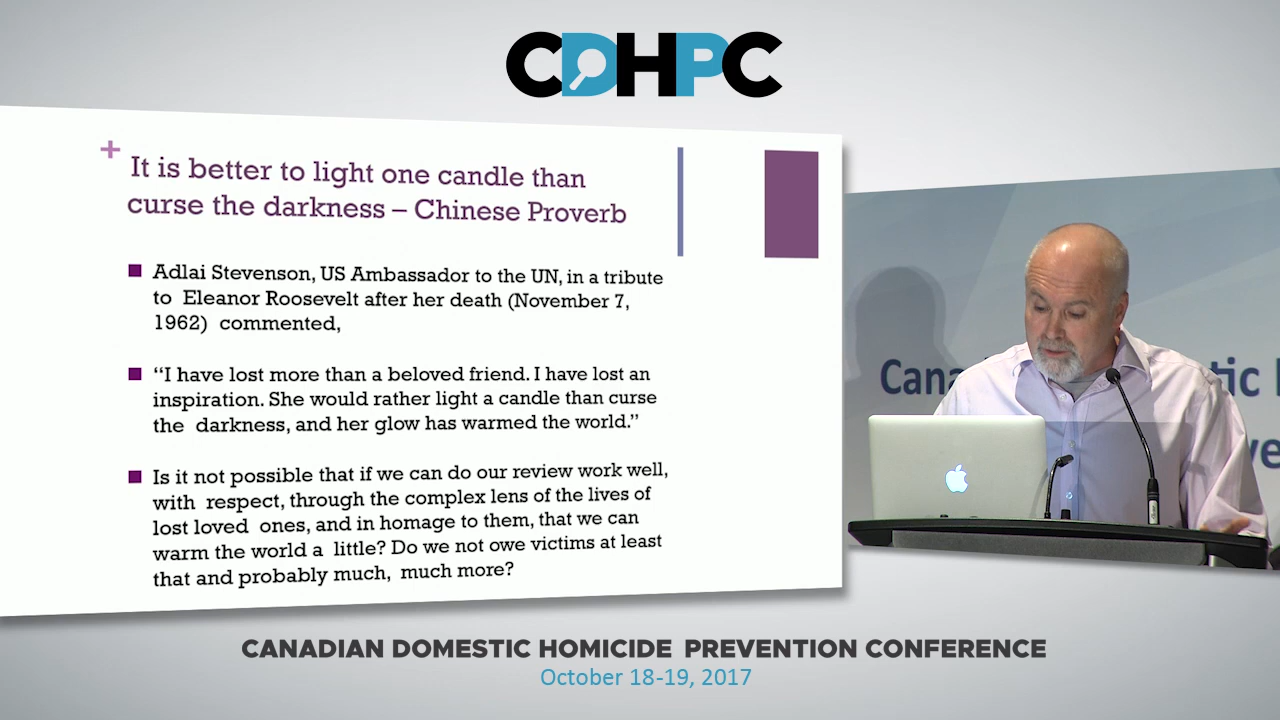 CDHPC
+
It is better to light one candle than
curse the darkness – Chinese Proverb
Adlai Stevenson, US Ambassador to the UN, in a tribute
to Eleanor Roosevelt after her death (November 7,
1962) commented,
“I have lost more than a beloved friend. I have lost an
inspiration. She would rather light a candle than curse
the darkness, and her glow has warmed the world.”
Is it not possible that if we can do our review work well,
with respect, through the complex lens of the lives of
lost loved ones, and in homage to them, that we can
warm the world a little? Do we not owe victims at least
that and probably much, much more?
CANADIAN DOMESTIC HOMICIDE PREVENTION CONFERENCE
October 18-19, 2017